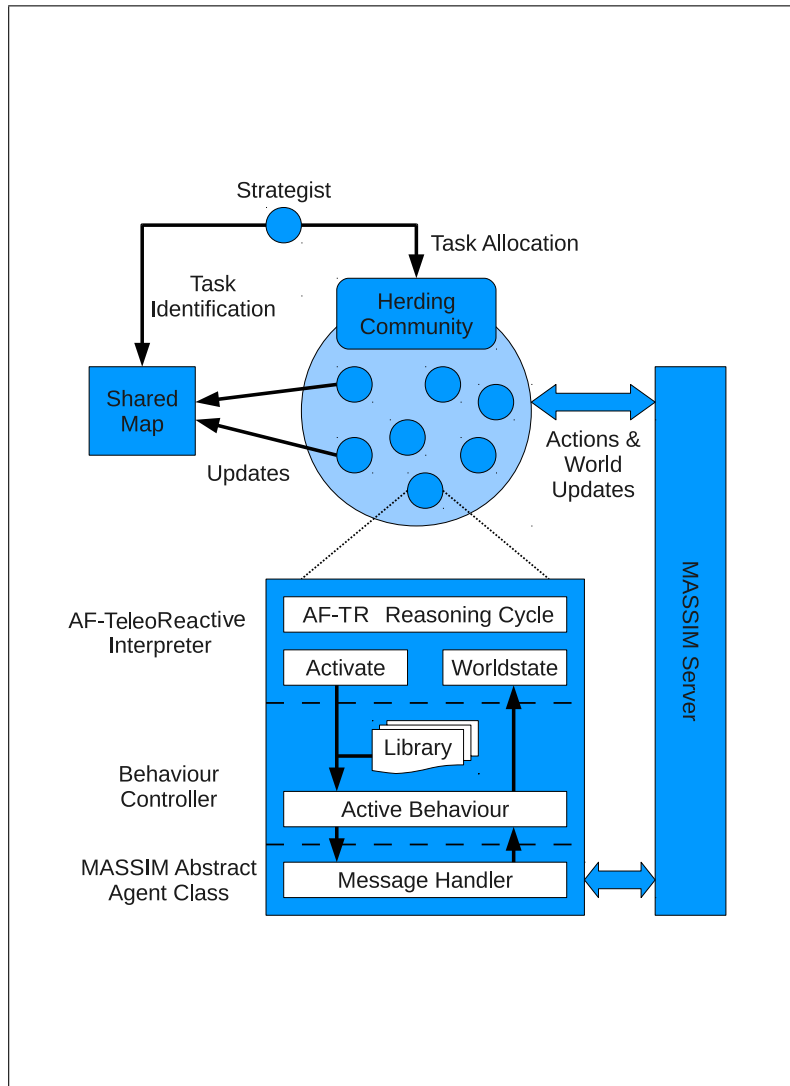 Strategist
Task Allocation
Task
Identification
Herding
Community
Shared
Map
Updates
Actions &
World
Updates
MASSIM Server
AF-TeleoReactive
Interpreter
AF-TR Reasoning Cycle
Activate
Worldstate
Library
Behaviour
Controller
Active Behaviour
MASSIM Abstract
Agent Class
Message Handler